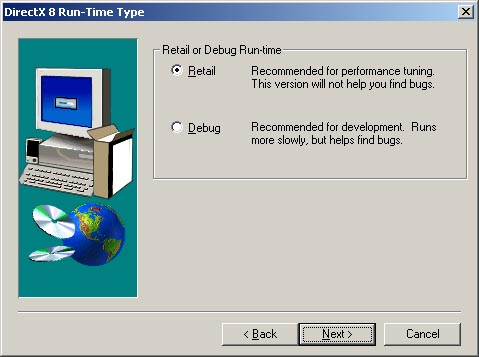 DirectX 8 Run-Time Type
Retail or Debug Run-time
Retail
Recommended for performance tuning.
This version will not help you find bugs.
Debug
Recommended for development.  Runs
more slowly, but helps find bugs.
< Back
Next >
Cancel